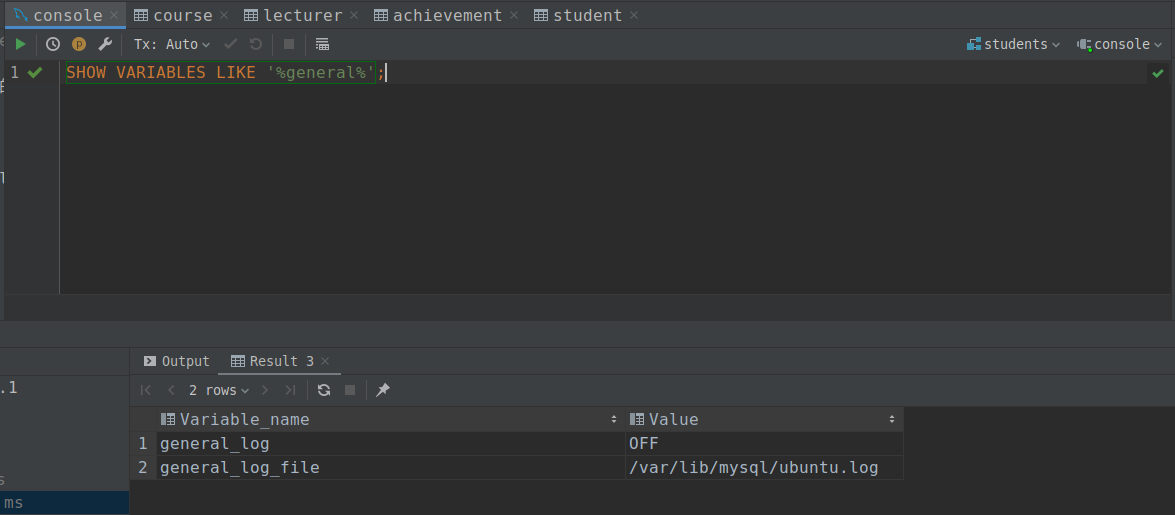 console course lecturer achievement student
Tx: Auto students console
1 SHOW VARIABLES LIKE '%general%';
Output Result 3
.1
2 rows
Variable_name Value
1 general_log OFF
2 general_log_file /var/lib/mysql/ubuntu.log
s
ms